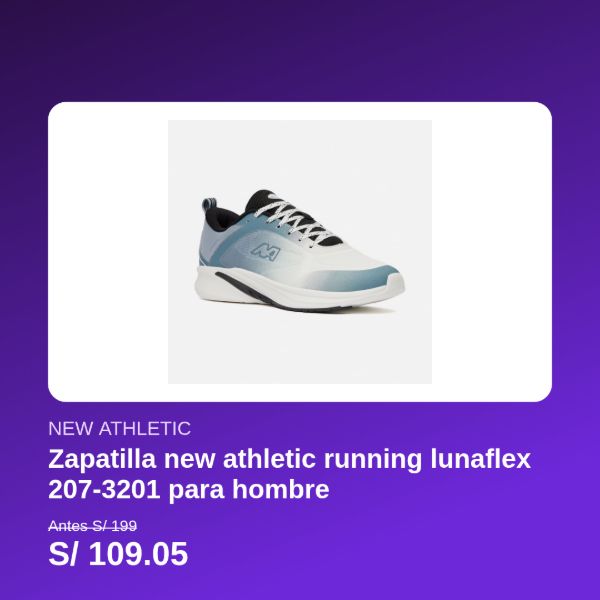 NEW ATHLETIC
Zapatilla new athletic running lunaflex
207-3201 para hombre
Antes S/ 199
S/ 109.05